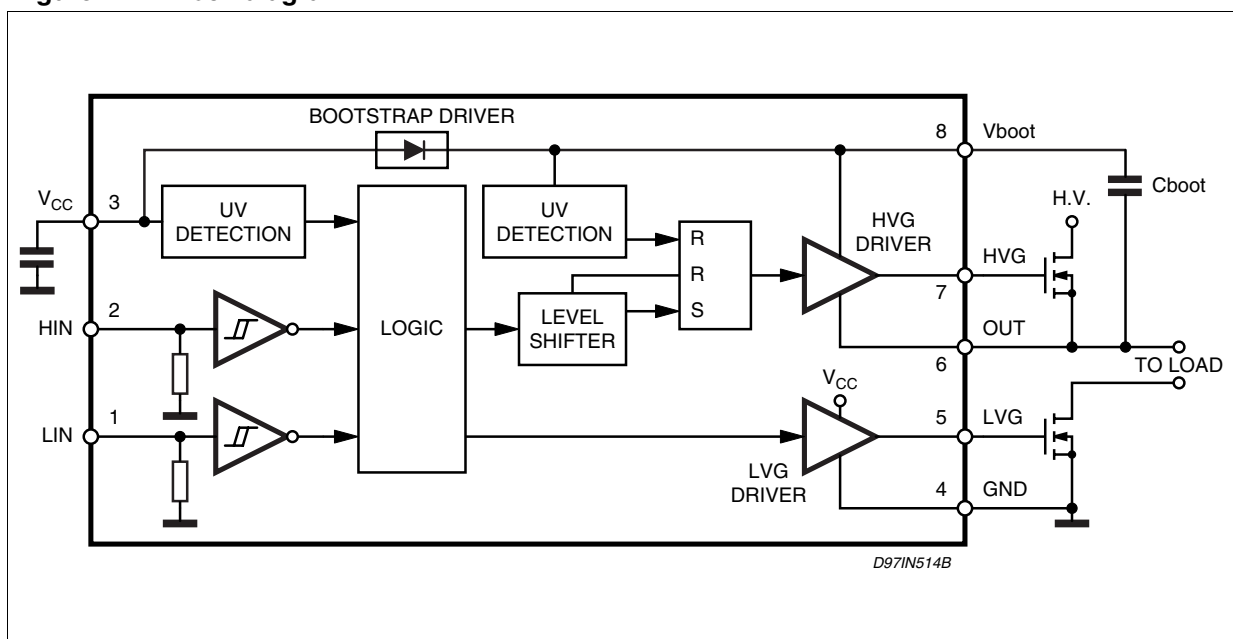 BOOTSTRAP DRIVER
8
Vboot
VCC
3
UV
DETECTION
UV
DETECTION
Cboot
H.V.
R
R
S
HVG
DRIVER
HVG
7
HIN
2
LOGIC
LEVEL
SHIFTER
OUT
6
TO LOAD
VCC
LIN
1
5
LVG
LVG
DRIVER
4
GND
D97IN514B